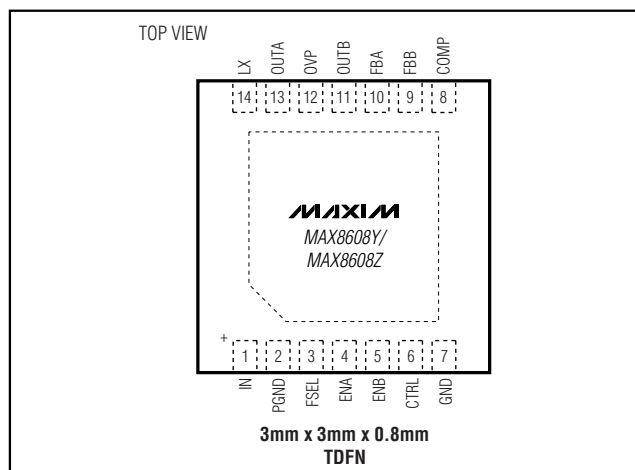 TOP VIEW
LX OUTA OVP OUTB FBA FBB COMP
14 13 12 11 10 9 8
MAXIM
MAX8608Y/
MAX8608Z
+
1 2 3 4 5 6 7
IN PGND FSEL ENA ENB CTRL GND
3mm x 3mm x 0.8mm
TDFN